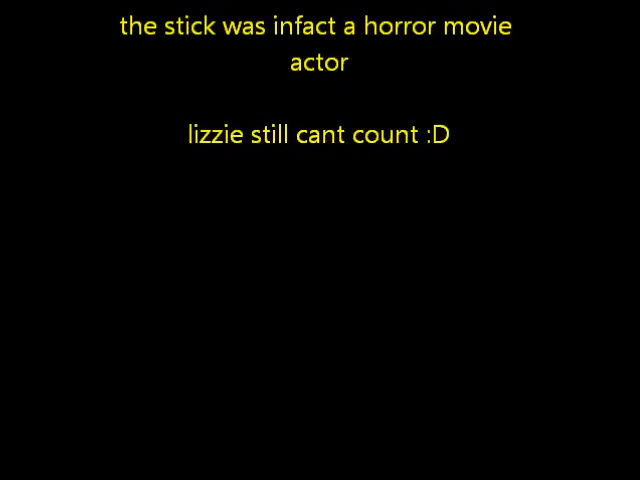 the stick was infact a horror movie
actor
lizzie still cant count :D